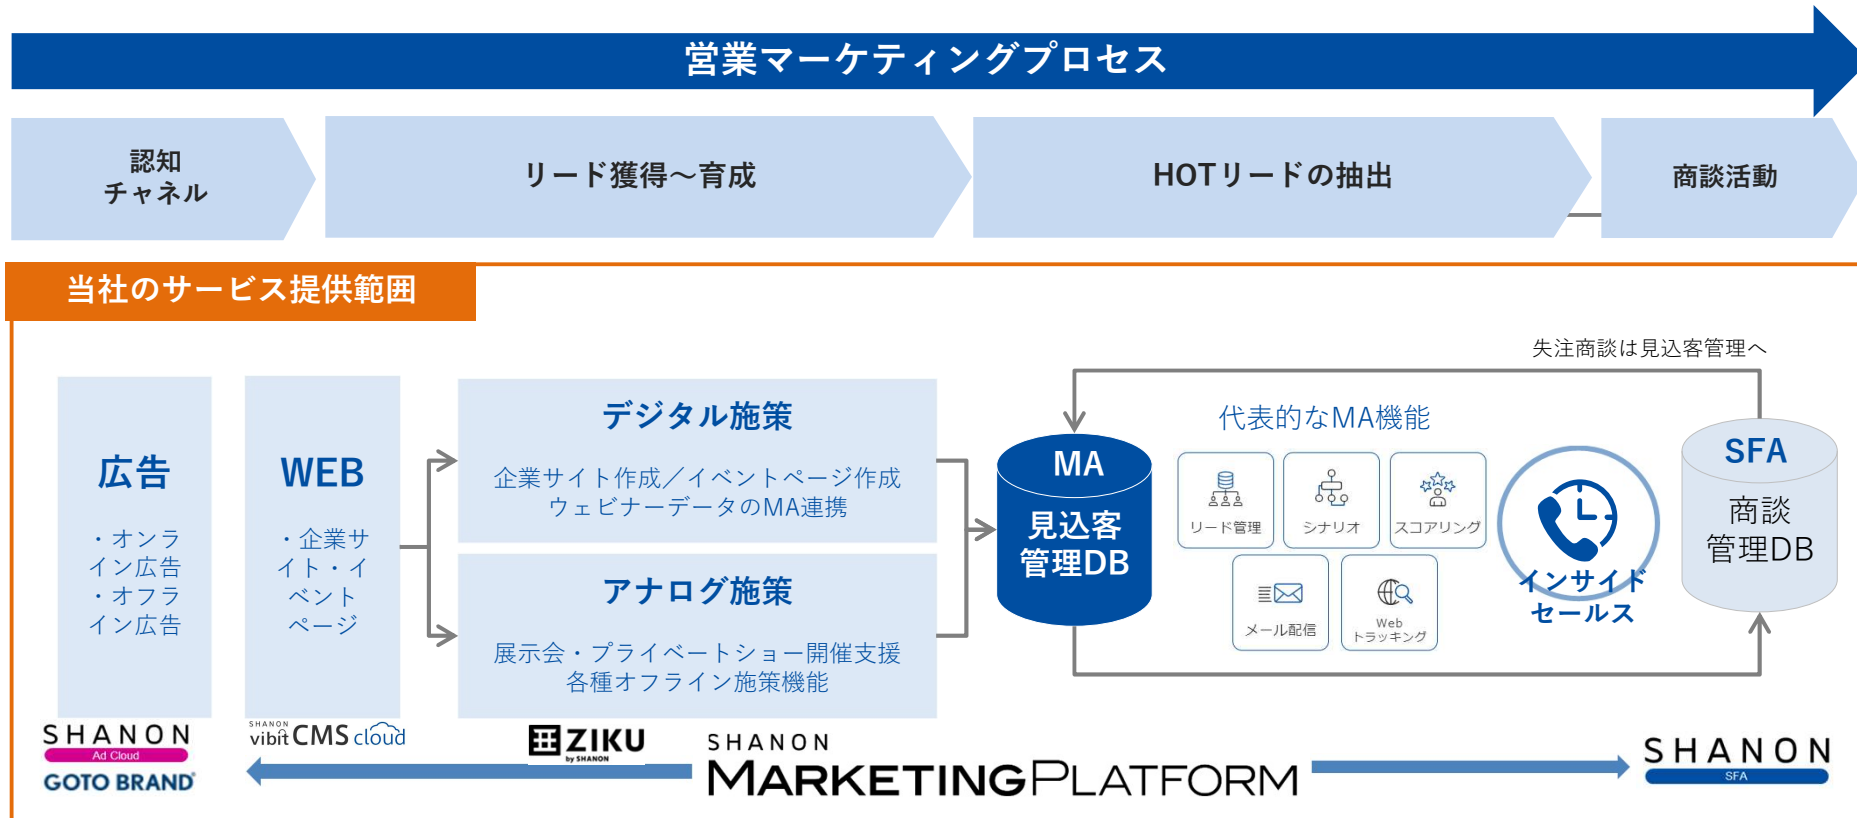 営業マーケティングプロセス
認知
チャネル
リード獲得～育成
HOTリードの抽出
商談活動
当社のサービス提供範囲
失注商談は見込客管理へ
広告
・オンラ
イン広告
・オフラ
イン広告
WEB
・企業サ
イト・イ
ベント
ページ
デジタル施策
企業サイト作成／イベントページ作成
ウェビナーデータのMA連携
アナログ施策
展示会・プライベートショー開催支援
各種オフライン施策機能
MA
見込客
管理DB
代表的なMA機能
リード管理
シナリオ
スコアリング
メール配信
Web
トラッキング
インサイド
セールス
SFA
商談
管理DB
SHANON
Ad Cloud
GOTO BRAND
SHANON
vibit CMS cloud
ZIKU
by SHANON
SHANON
MARKETINGPLATFORM
SHANON
SFA